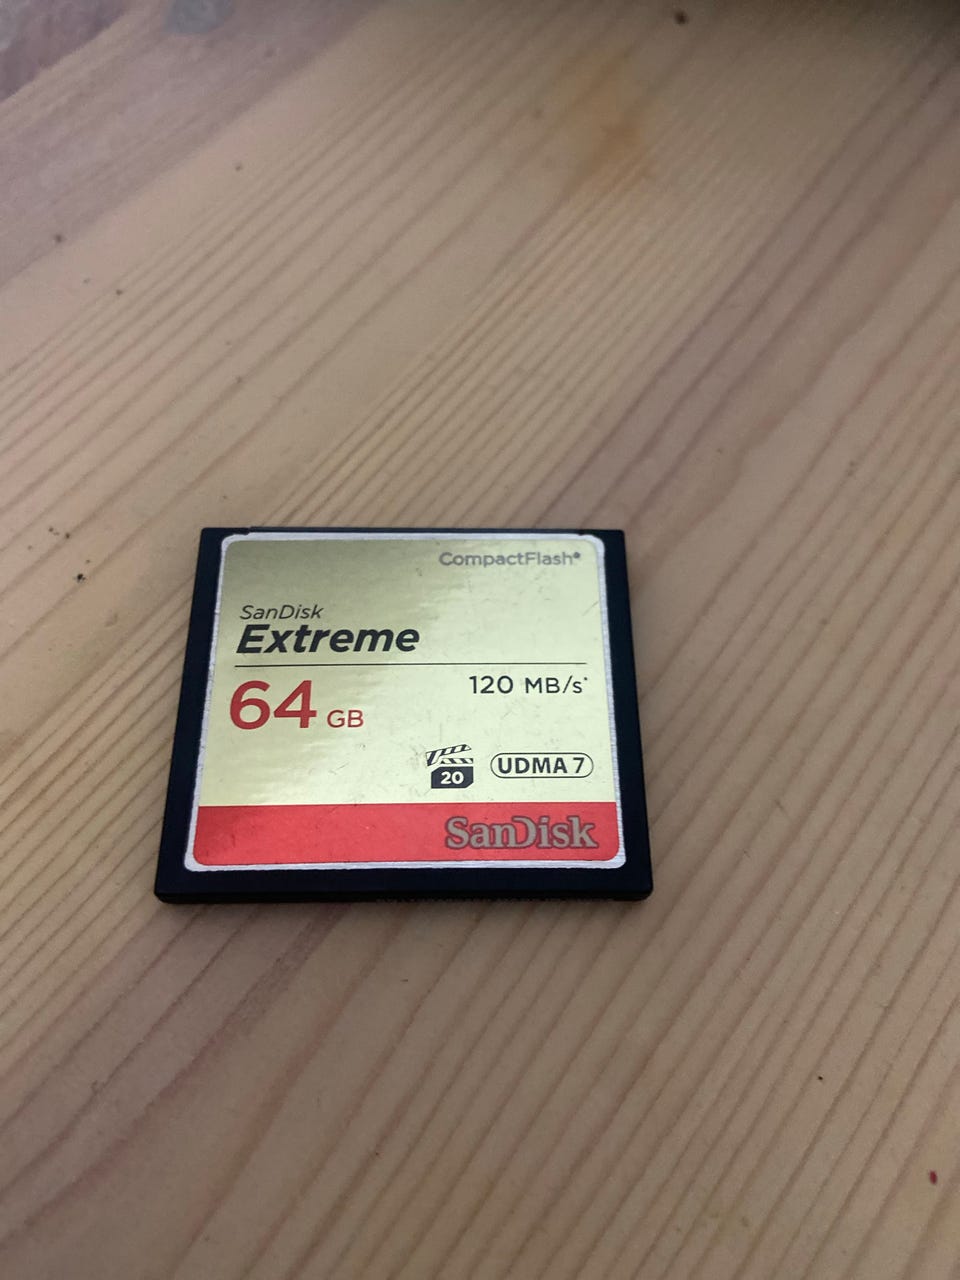 CompactFlash®
SanDisk
Extreme
64 GB
120 MB/s*
20 UDMA 7
SanDisk